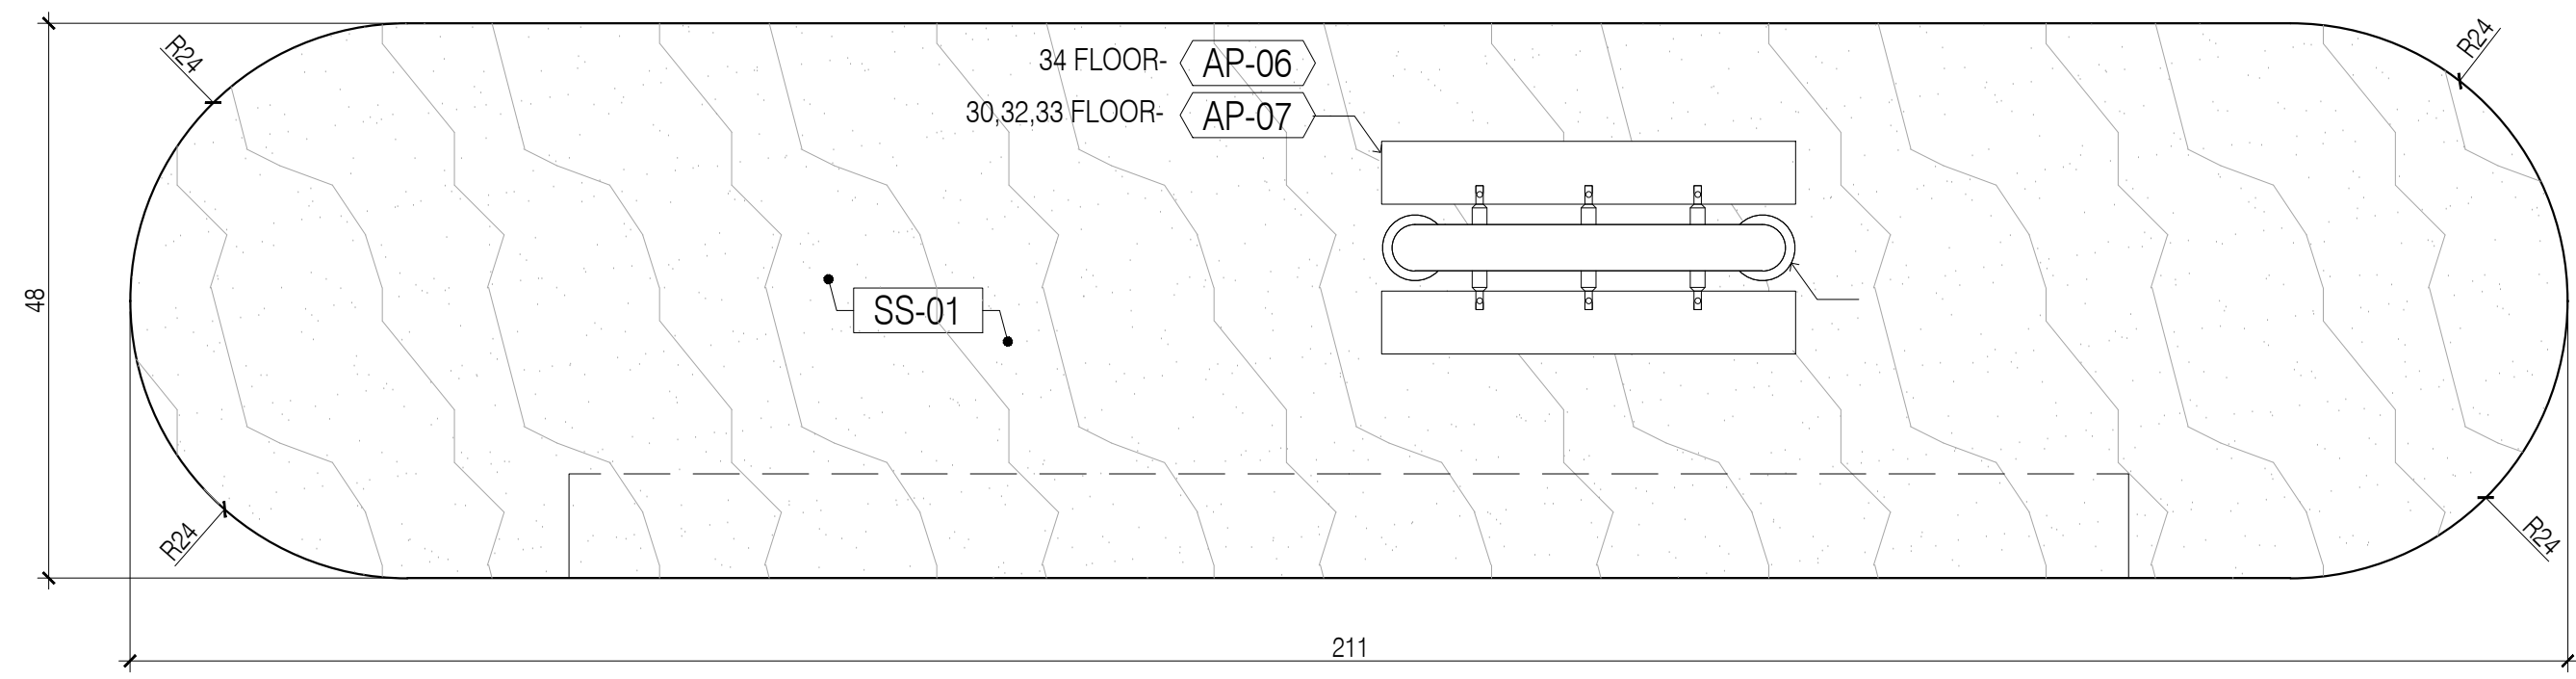 R24
R24
34 FLOOR- AP-06
30,32,33 FLOOR- AP-07
48
SS-01
R24
R24
211